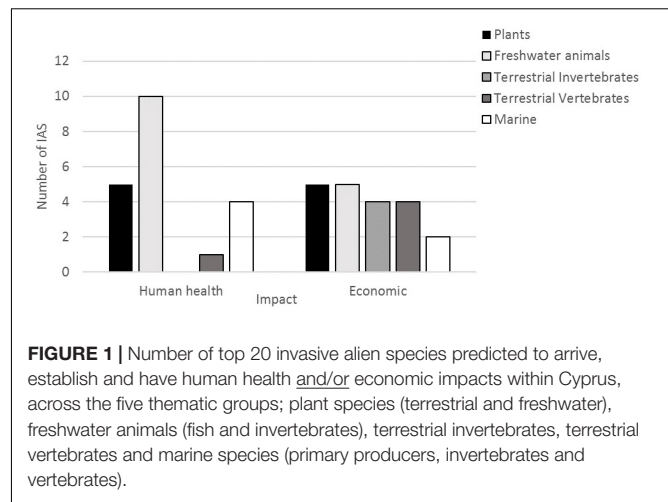 Plants
Freshwater animals
Terrestrial Invertebrates
Terrestrial Vertebrates
Marine
12
10
8
6
4
2
0
Number of IAS
Human health
Economic
Impact
FIGURE 1 | Number of top 20 invasive alien species predicted to arrive,
establish and have human health and/or economic impacts within Cyprus,
across the five thematic groups; plant species (terrestrial and freshwater),
freshwater animals (fish and invertebrates), terrestrial invertebrates, terrestrial
vertebrates and marine species (primary producers, invertebrates and
vertebrates).